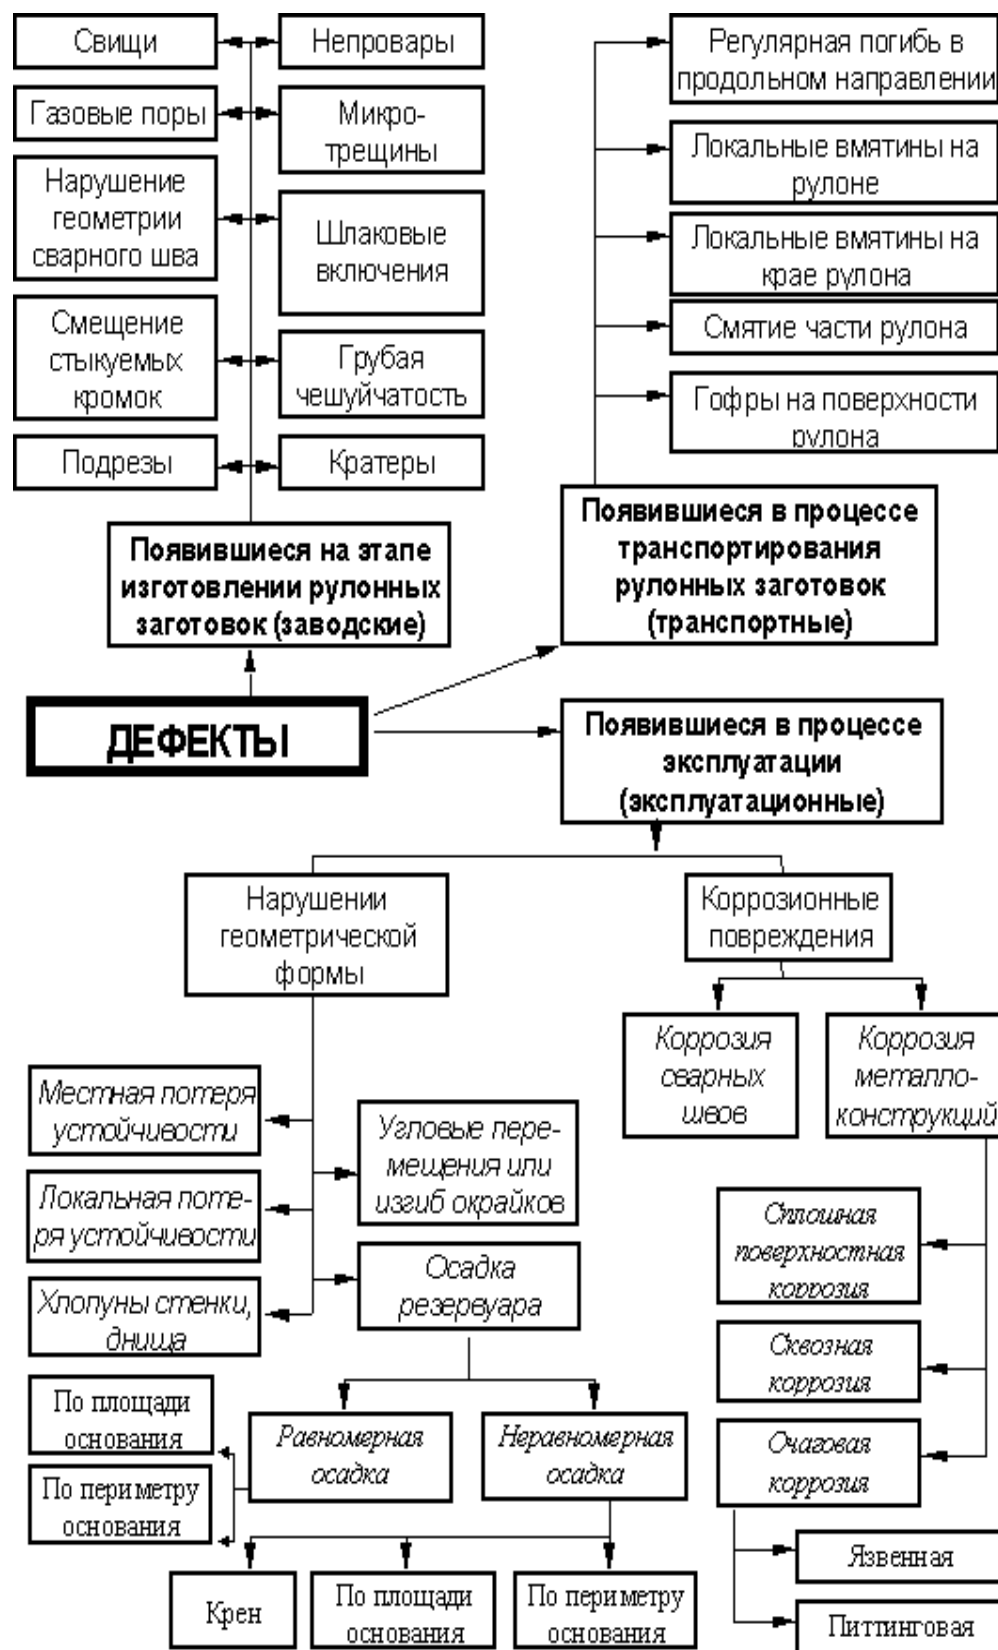 Свищи
Непровары
Газовые поры
Микро-
трещины
Нарушение
геометрии
сварного шва
Шлаковые
включения
Смещение
стыкуемых
кромок
Грубая
чешуйчатость
Подрезы
Кратеры
Появившиеся на этапе
изготовлении рулонных
заготовок (заводские)
Регулярная погибь в
продольном направлении
Локальные вмятины на
рулоне
Локальные вмятины на
крае рулона
Смятие части рулона
Гофры на поверхности
рулона
Появившиеся в процессе
транспортирования
рулонных заготовок
(транспортные)
ДЕФЕКТЫ
Появившиеся в процессе
эксплуатации
(эксплуатационные)
Нарушении
геометрической
формы
Коррозионные
повреждения
Коррозия
сварных
швов
Коррозия
металло-
конструкций
Местная потеря
устойчивости
Угловые пере-
мещения или
изгиб окрайков
Локальная поте-
ря устойчивости
Осадка
резервуара
Хлопуны стенки,
днища
Сплошная
поверхностная
коррозия
Сквозная
коррозия
Очаговая
коррозия
По площади
основания
По периметру
основания
Равномерная
осадка
Неравномерная
осадка
Крен
По площади
основания
По периметру
основания
Язвенная
Питтинговая